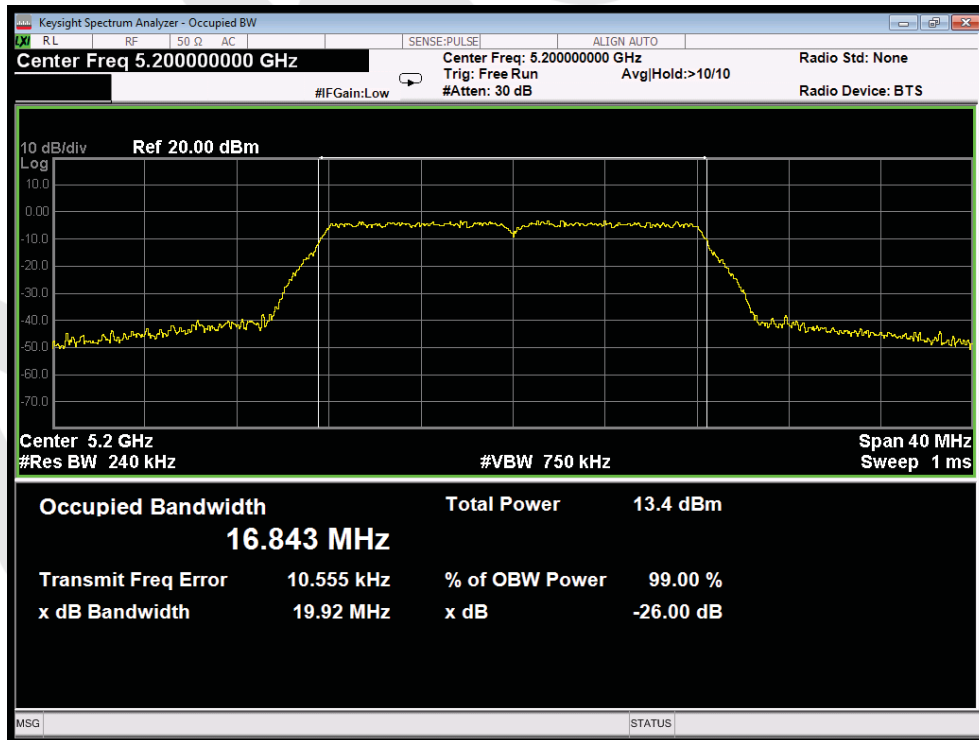 Keysight Spectrum Analyzer - Occupied BW
LXI RL RF 50 Ω AC SENSE:PULSE ALIGN AUTO
Center Freq 5.200000000 GHz Center Freq: 5.200000000 GHz Radio Std: None
Trig: Free Run Avg|Hold:>10/10
#IFGain:Low #Atten: 30 dB Radio Device: BTS
10 dB/div Ref 20.00 dBm
Log
10.0
0.00
-10.0
-20.0
-30.0
-40.0
-50.0
-60.0
-70.0
Center 5.2 GHz Span 40 MHz
#Res BW 240 kHz #VBW 750 kHz Sweep 1 ms
Occupied Bandwidth Total Power 13.4 dBm
16.843 MHz
Transmit Freq Error 10.555 kHz % of OBW Power 99.00 %
x dB Bandwidth 19.92 MHz x dB -26.00 dB
MSG STATUS